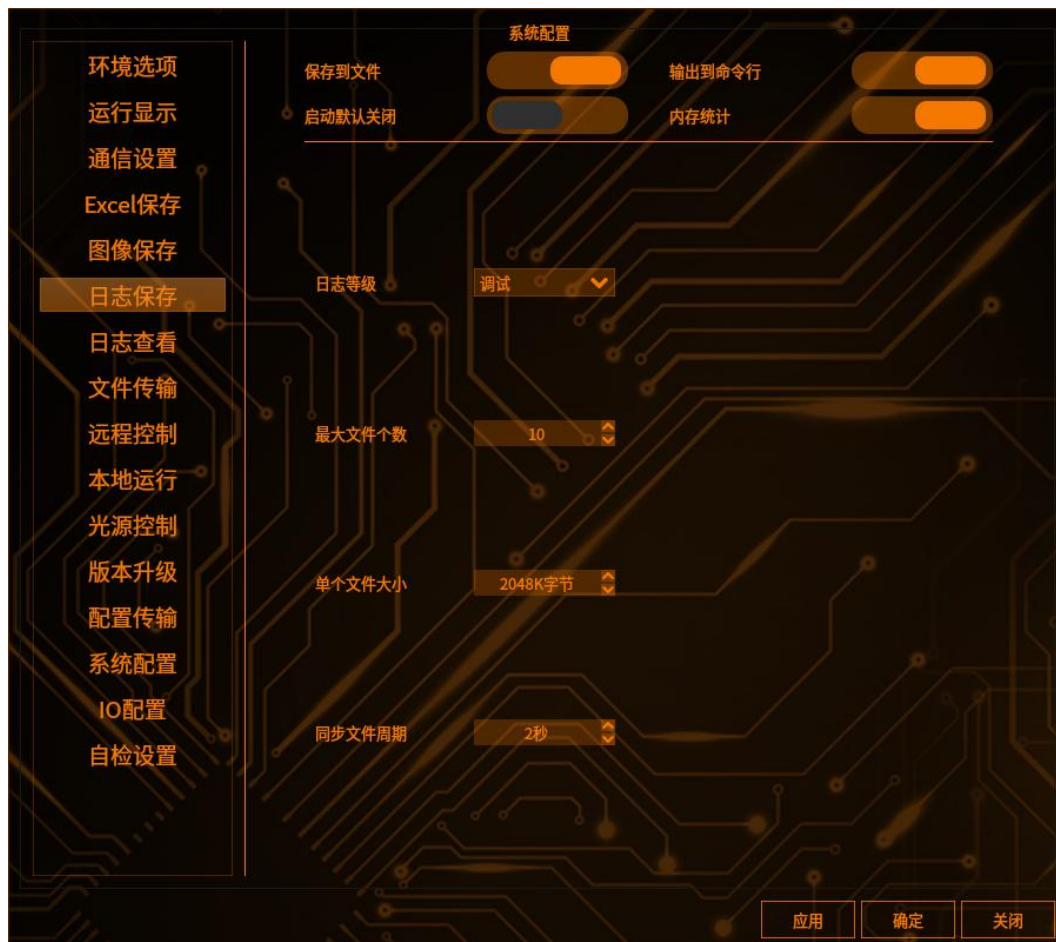 系统配置
环境选项
运行显示
通信设置
Excel保存
图像保存
日志保存
日志查看
文件传输
远程控制
本地运行
光源控制
版本升级
配置传输
系统配置
IO配置
自检设置
保存到文件 输出到命令行
启动默认关闭 内存统计
日志等级 调试
最大文件个数 10
单个文件大小 2048K字节
同步文件周期 2秒
应用 确定 关闭